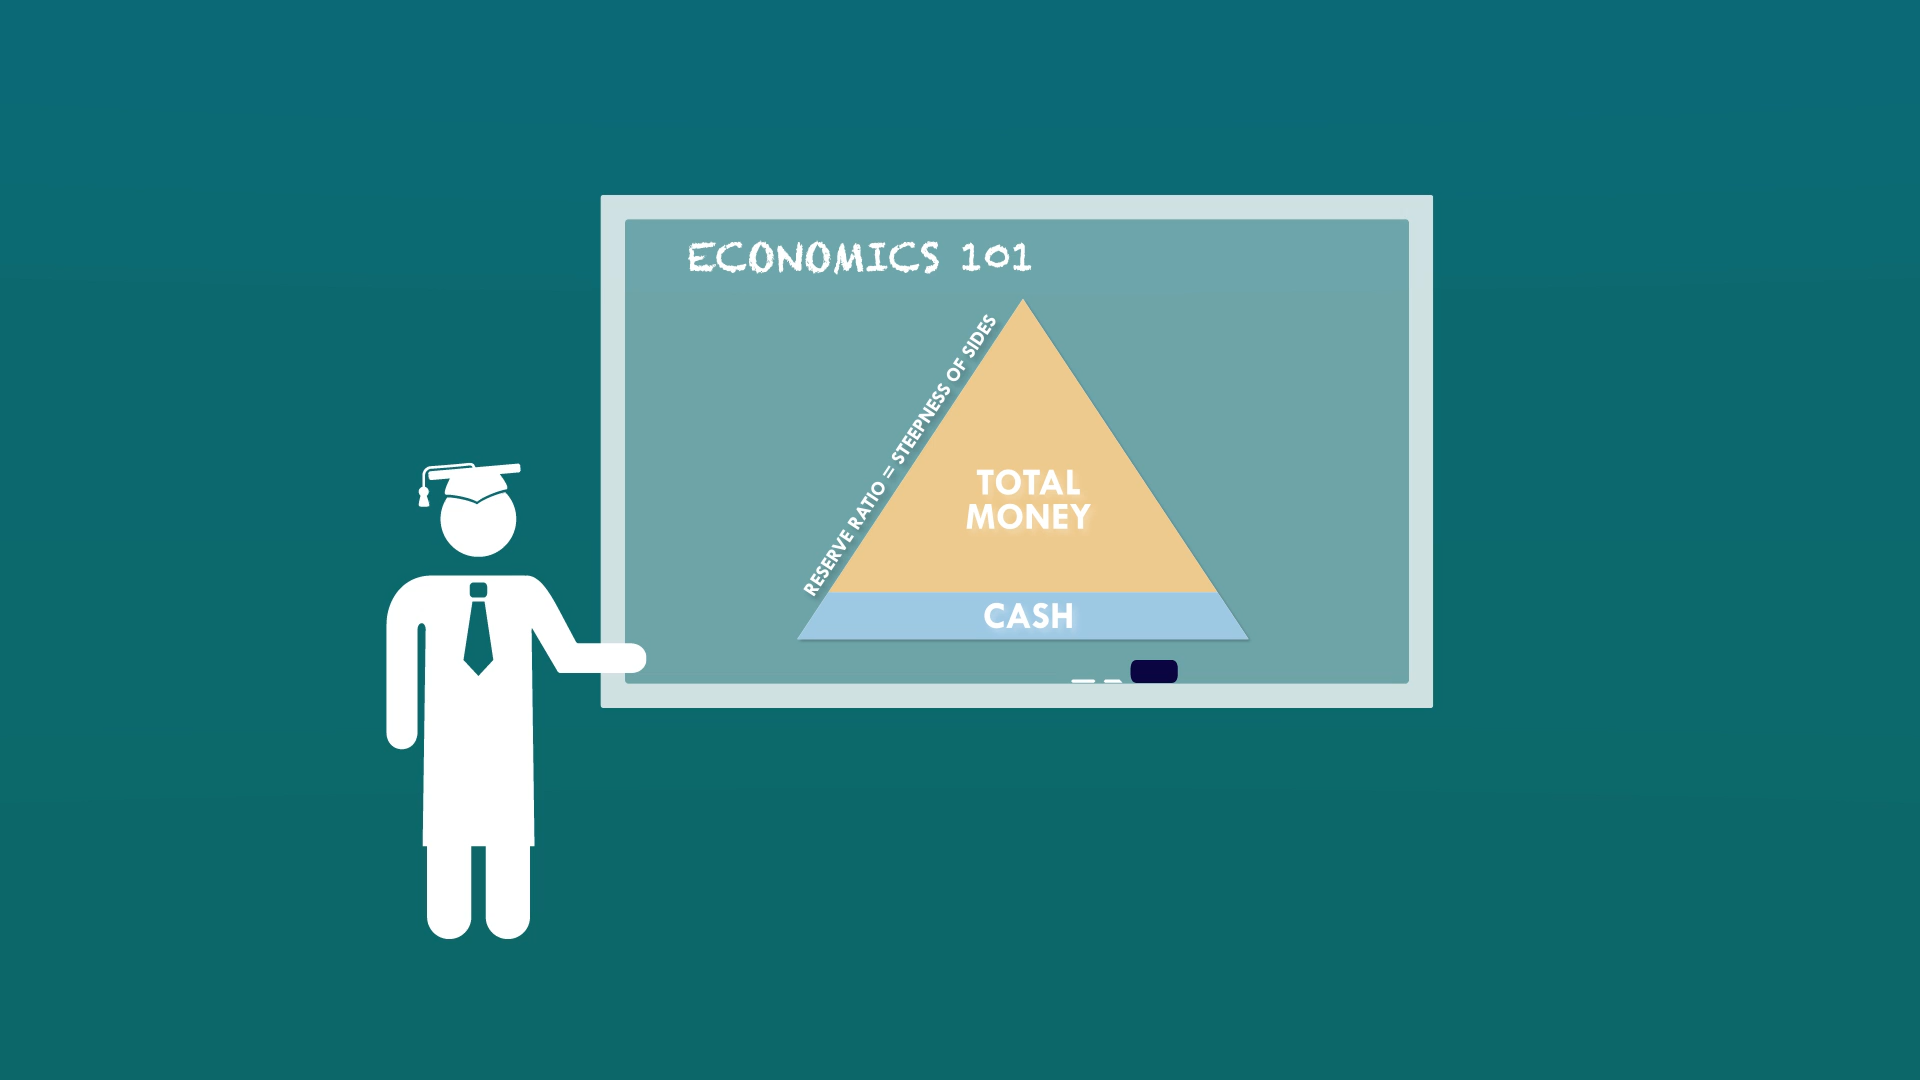 ECONOMICS 101
RESERVE RATIO = STEEPNESS OF SIDES
TOTAL
MONEY
CASH